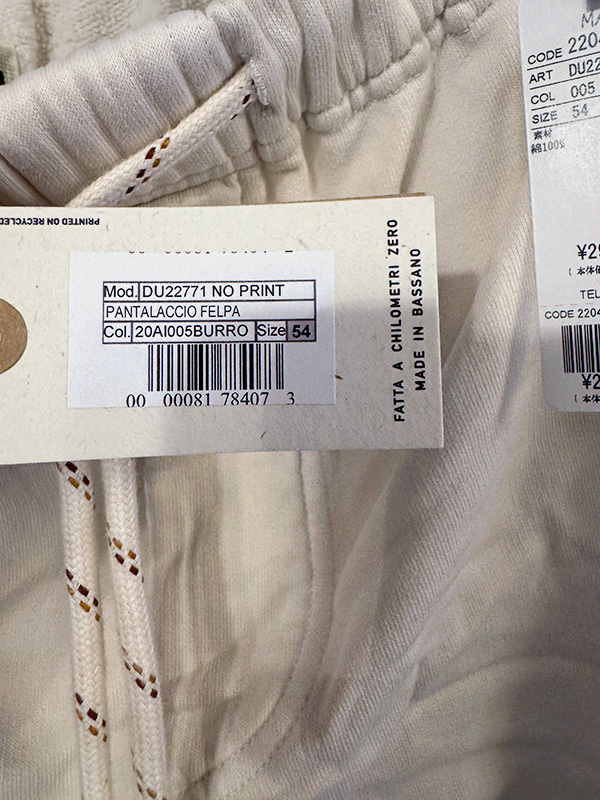 PRINTED ON RECYCLED
Mod. DU22771 NO PRINT
PANTALACCIO FELPA
Col. 20AI005BURRO Size 54
00 00081 78407 3
FATTA A CHILOMETRI ZERO
MADE IN BASSANO
CODE 2204
ART DU22
COL 005
SIZE 54
素材
綿100%
TEL
CODE 2204